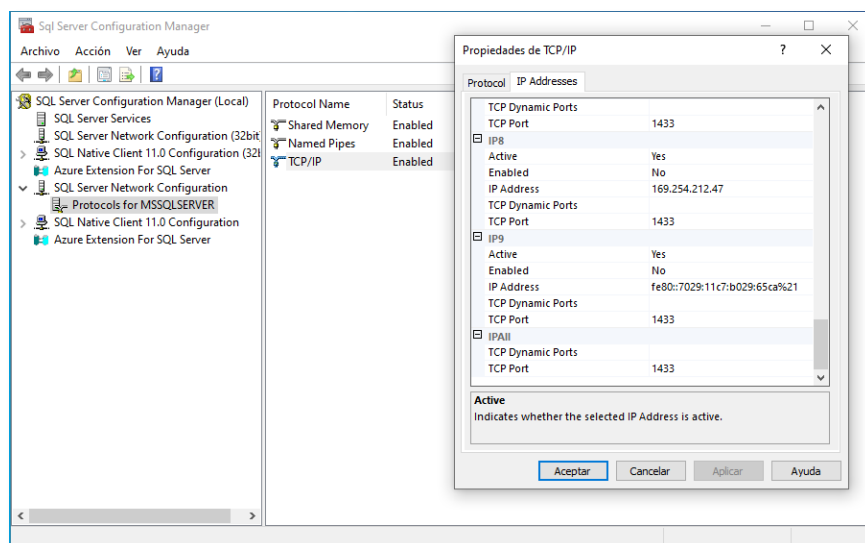 Sql Server Configuration Manager
Archivo Acción Ver Ayuda
SQL Server Configuration Manager (Local)
SQL Server Services
SQL Server Network Configuration (32bit
SQL Native Client 11.0 Configuration (32b
Azure Extension For SQL Server
SQL Server Network Configuration
Protocols for MSSQLSERVER
SQL Native Client 11.0 Configuration
Azure Extension For SQL Server
Protocol Name Status
Shared Memory Enabled
Named Pipes Enabled
TCP/IP Enabled
Propiedades de TCP/IP
Protocol IP Addresses
TCP Dynamic Ports
TCP Port 1433
IP8
Active Yes
Enabled No
IP Address 169.254.212.47
TCP Dynamic Ports
TCP Port 1433
IP9
Active Yes
Enabled No
IP Address fe80::7029:11c7:b029:65ca%21
TCP Dynamic Ports
TCP Port 1433
IPAll
TCP Dynamic Ports
TCP Port 1433
Active
Indicates whether the selected IP Address is active.
Aceptar Cancelar Aplicar Ayuda